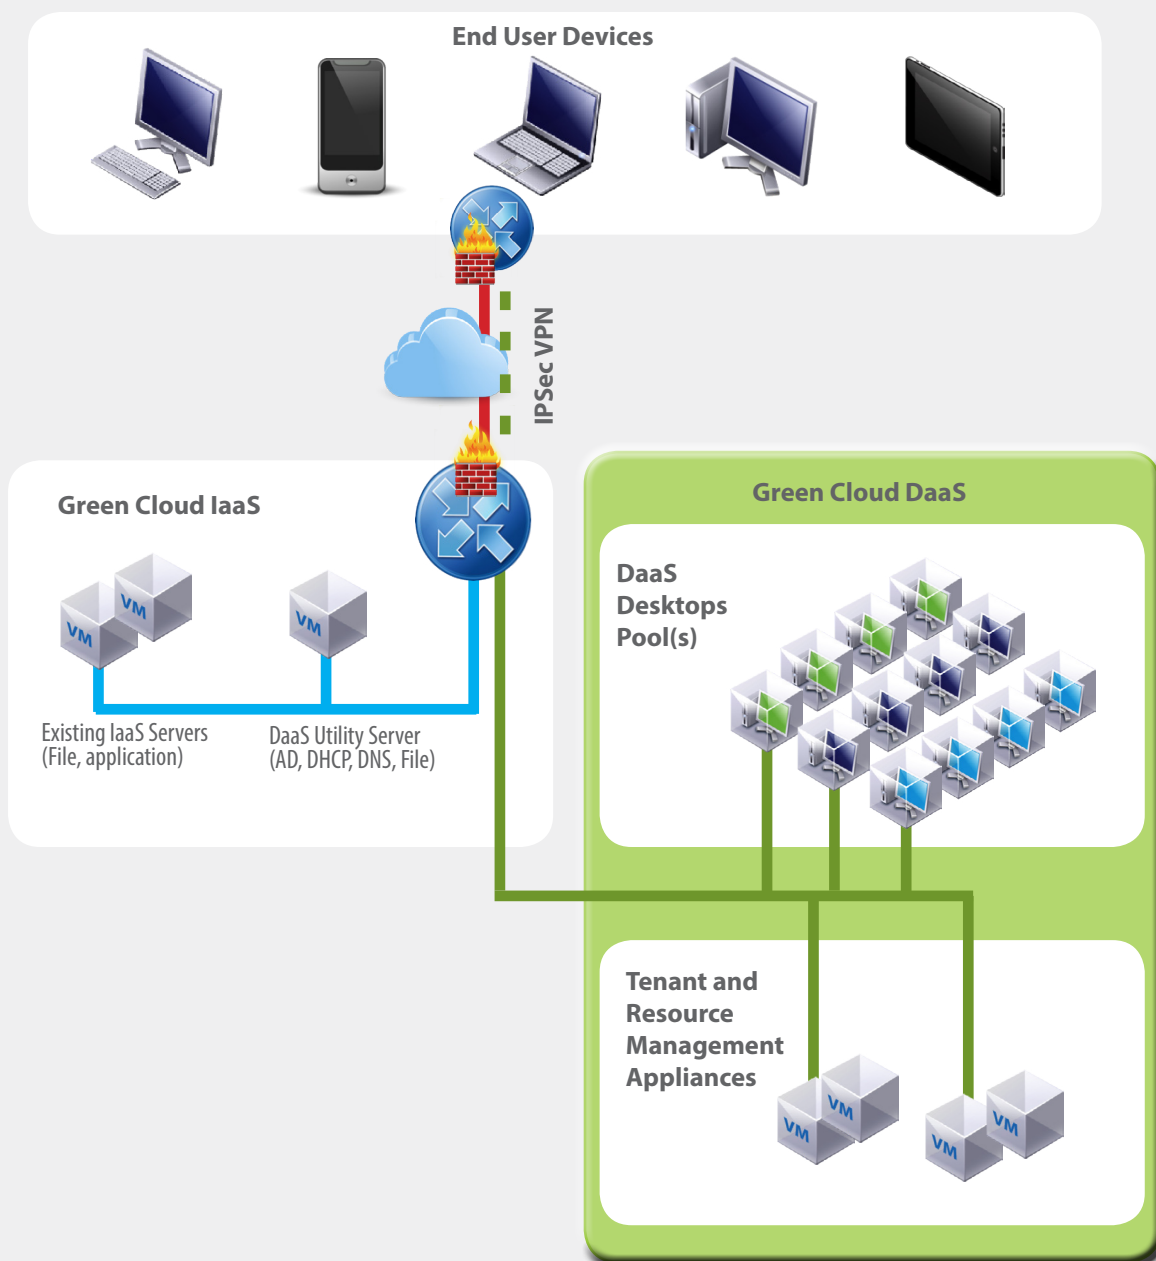 End User Devices
IPSec VPN
Green Cloud IaaS
VM
VM
VM
Existing IaaS Servers
(File, application)
DaaS Utility Server
(AD, DHCP, DNS, File)
Green Cloud DaaS
DaaS
Desktops
Pool(s)
Tenant and
Resource
Management
Appliances
VM
VM
VM
VM